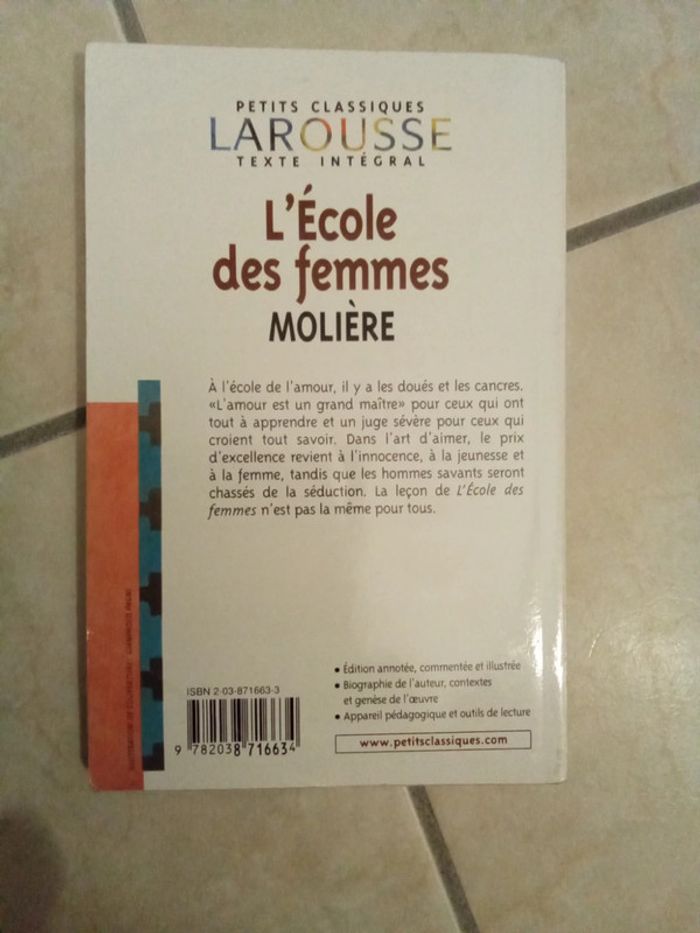 PETITS CLASSIQUES
LAROUSSE
TEXTE INTÉGRAL
L'École
des femmes
MOLIÈRE
À l'école de l'amour, il y a les doués et les cancres.
«L'amour est un grand maître» pour ceux qui ont
tout à apprendre et un juge sévère pour ceux qui
croient tout savoir. Dans l'art d'aimer, le prix
d'excellence revient à l'innocence, à la jeunesse et
à la femme, tandis que les hommes savants seront
chassés de la séduction. La leçon de L'École des
femmes n'est pas la même pour tous.
• Édition annotée, commentée et illustrée
• Biographie de l'auteur, contextes
et genèse de l'œuvre
• Appareil pédagogique et outils de lecture
www.petitsclassiques.com
ISBN 2-03-871663-3
9 782038 716634
ILLUSTRATION DE COUVERTURE :